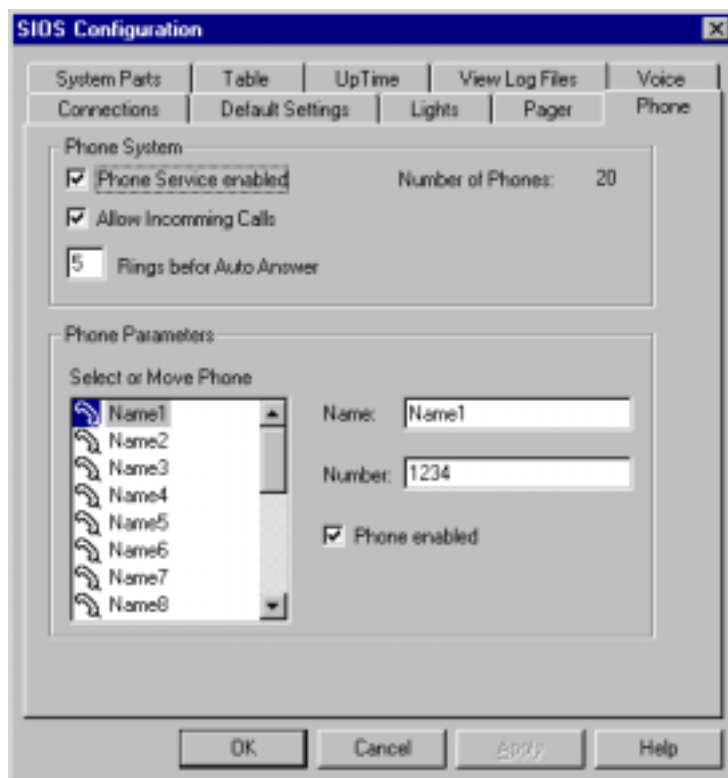 SIOS Configuration
System Parts
Table
UpTime
View Log Files
Voice
Connections
Default Settings
Lights
Pager
Phone
Phone System
Phone Service enabled
Number of Phones: 20
Allow Incomming Calls
5 Rings befor Auto Answer
Phone Parameters
Select or Move Phone
Name1
Name2
Name3
Name4
Name5
Name6
Name7
Name8
Name: Name1
Number: 1234
Phone enabled
OK
Cancel
Apply
Help